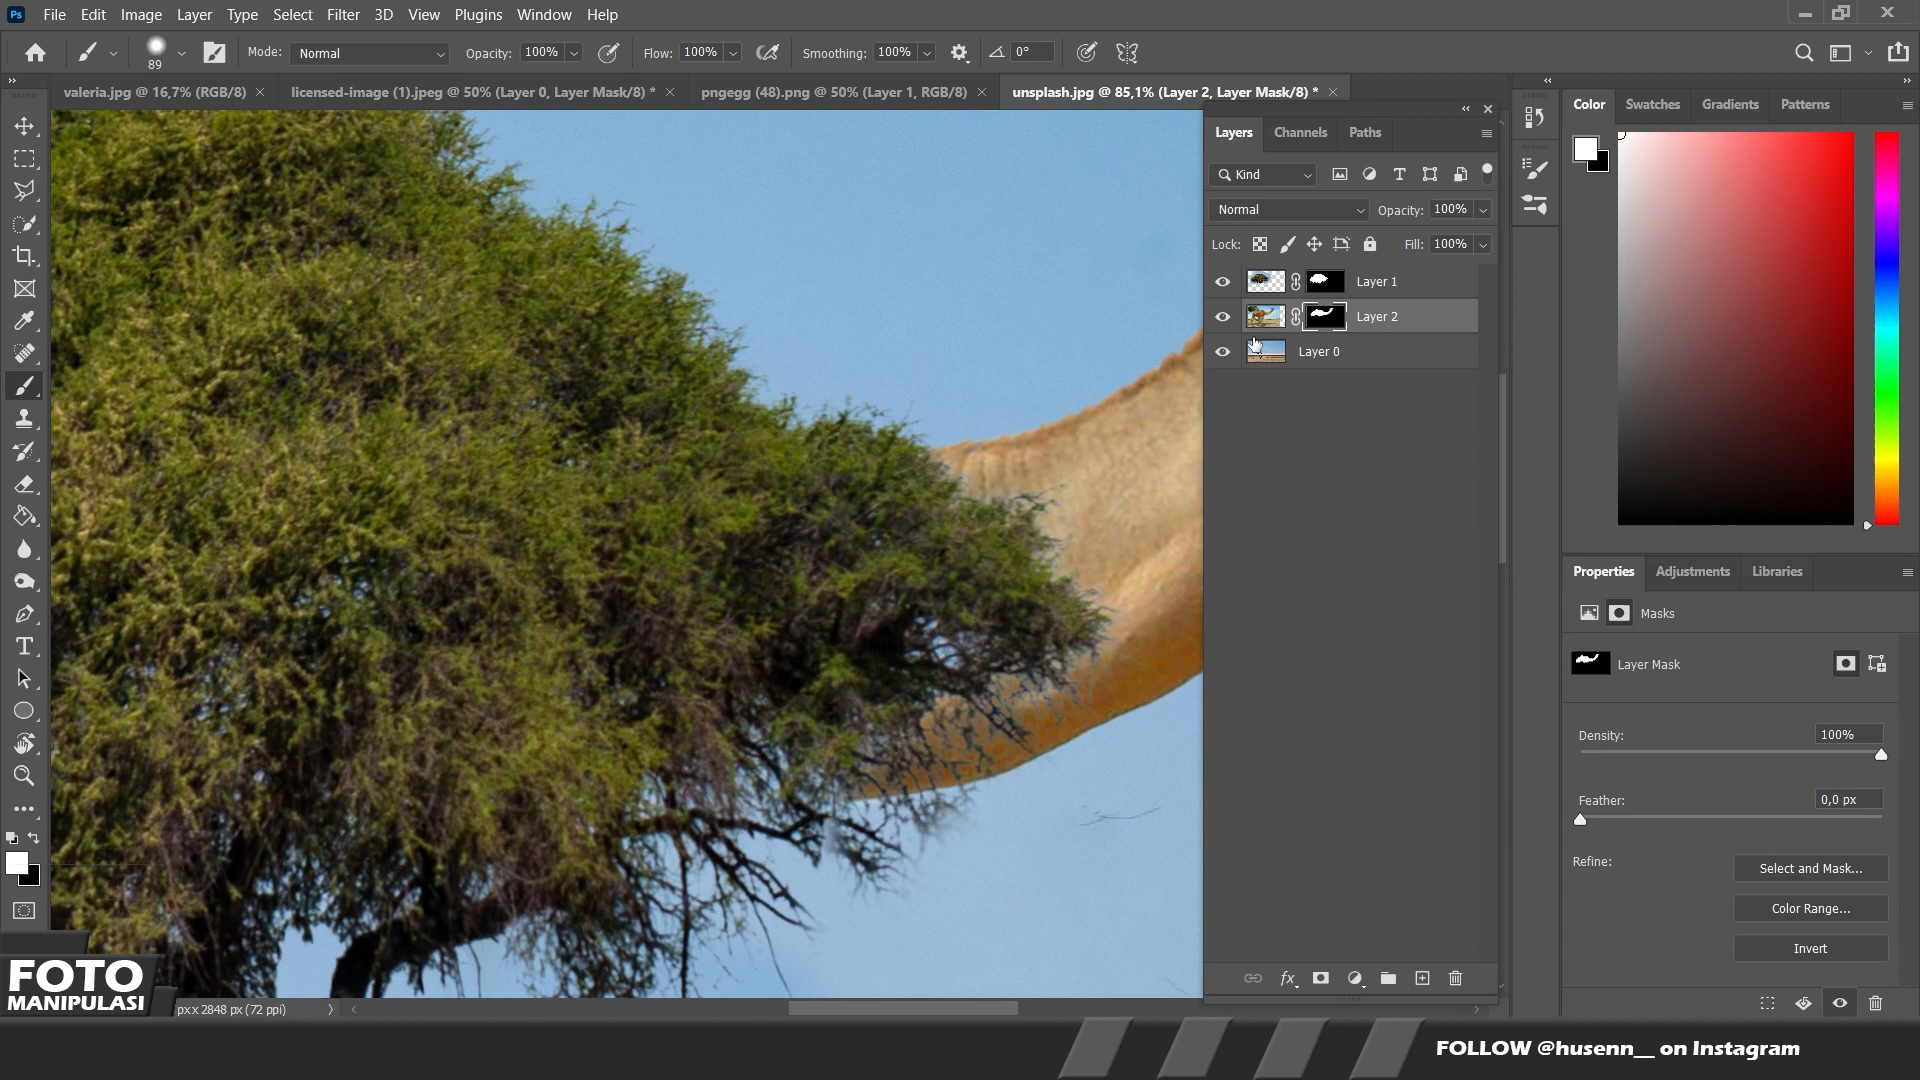 Ps File Edit Image Layer Type Select Filter 3D View Plugins Window Help
89 Mode: Normal Opacity: 100% Flow: 100% Smoothing: 100% 0°
valeria.jpg @ 16,7% (RGB/8) licensed-image (1).jpeg @ 50% (Layer 0, Layer Mask/8) * pngegg (48).png @ 50% (Layer 1, RGB/8) unsplash.jpg @ 85,1% (Layer 2, Layer Mask/8) *
Layers Channels Paths
Kind
Normal Opacity: 100%
Lock: Fill: 100%
Layer 1
Layer 2
Layer 0
fx
Color Swatches Gradients Patterns
Properties Adjustments Libraries
Masks
Layer Mask
Density: 100%
Feather: 0,0 px
Refine: Select and Mask...
Color Range...
Invert
FOTO
MANIPULASI
px x 2848 px (72 ppi)
FOLLOW @husenn__ on Instagram